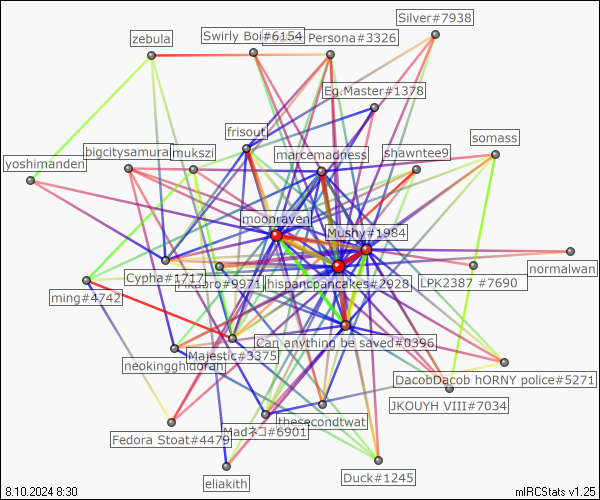 Silver#7938
Swirly Boi#6154
Persona#3326
zebula
Eg.Master#1378
frisout
somass
bigcitysamurai
mukszi
marcemadness
shawntee9
yoshimanden
moonraven
Mushy#1984
Cypha#1717
#9971
hispancpancakes#2928
LPK2387 #7690
normalwan
ming#4742
Can anything be saved#0396
Majestic#3375
neokingghidorah
DacobDacob hORNY police#5271
JKOUYH VIII#7034
thesecondtwat
Madネコ#6901
Fedora Stoat#4479
Duck#1245
eliakith
8.10.2024 8:30
mIRCStats v1.25